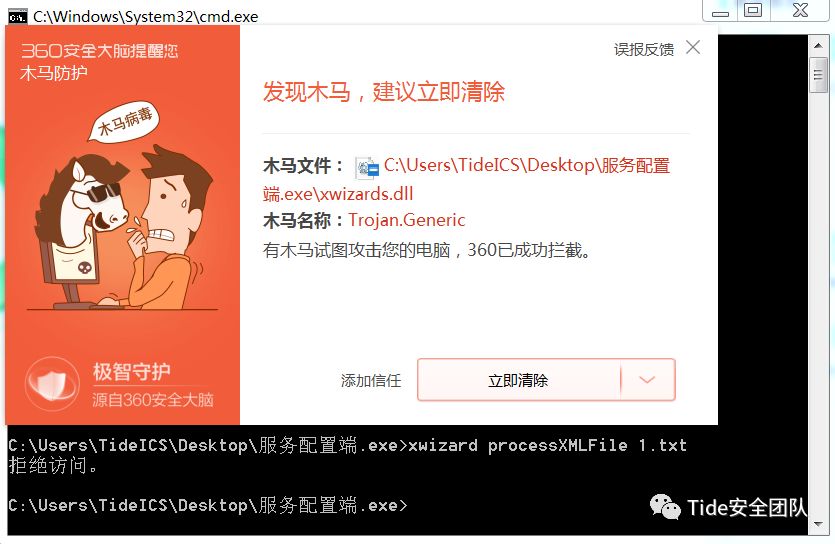 C:\Windows\System32\cmd.exe
360安全大脑提醒您
木马防护
木马病毒
极智守护
源自360安全大脑
误报反馈
发现木马，建议立即清除
木马文件： C:\Users\TideICS\Desktop\服务配置
端.exe\xwizards.dll
木马名称：Trojan.Generic
有木马试图攻击您的电脑，360已成功拦截。
添加信任
立即清除
C:\Users\TideICS\Desktop\服务配置端.exe>xwizard processXMLFile 1.txt
拒绝访问。
C:\Users\TideICS\Desktop\服务配置端.exe>
Tide安全团队